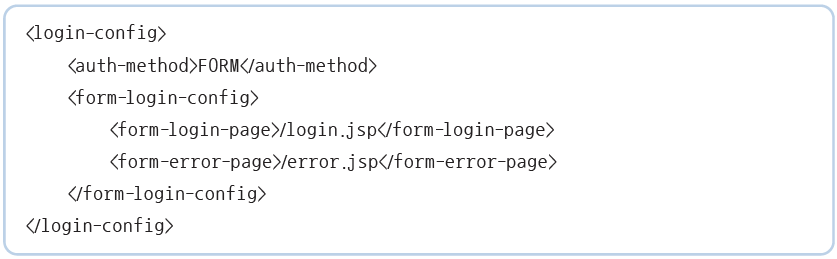 <login-config>
<auth-method>FORM</auth-method>
<form-login-config>
<form-login-page>/login.jsp</form-login-page>
<form-error-page>/error.jsp</form-error-page>
</form-login-config>
</login-config>